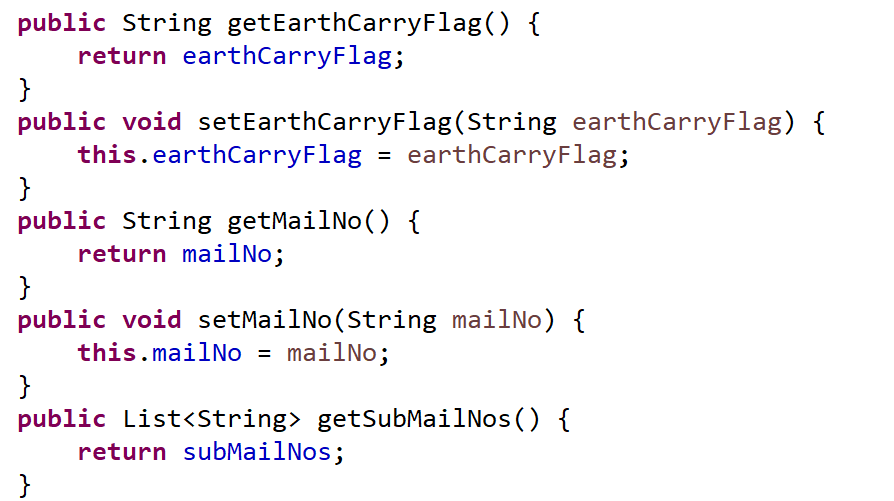 public String getEarthCarryFlag() {
    return earthCarryFlag;
}
public void setEarthCarryFlag(String earthCarryFlag) {
    this.earthCarryFlag = earthCarryFlag;
}
public String getMailNo() {
    return mailNo;
}
public void setMailNo(String mailNo) {
    this.mailNo = mailNo;
}
public List<String> getSubMailNos() {
    return subMailNos;
}